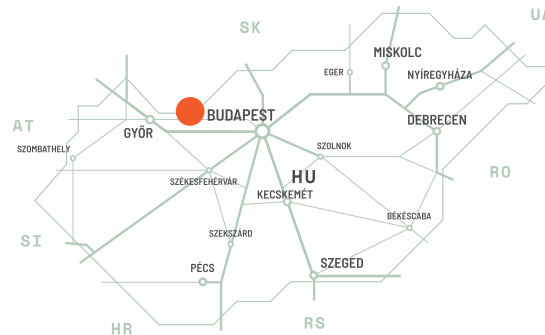 SK
UA
MISKOLC
EGER
NYÍREGYHÁZA
BUDAPEST
DEBRECEN
AT
GYŐR
SZOMBATHELY
SZOLNOK
RO
HU
SZÉKESFEHÉRVÁR
KECSKEMÉT
BÉKÉSCABA
SI
SZEKSZÁRD
PÉCS
SZEGED
HR
RS